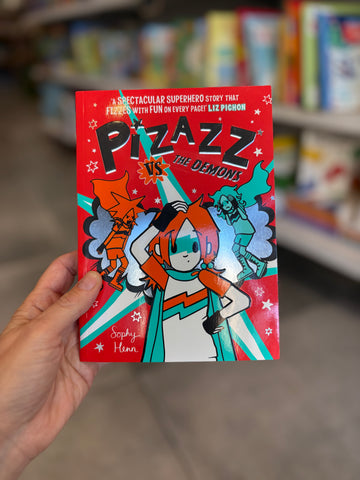 "A SPECTACULAR SUPERHERO STORY THAT
FIZZES WITH FUN ON EVERY PAGE!" LIZ PICHON
PIZAZZ
VS
THE DEMONS
Sophy
Henn